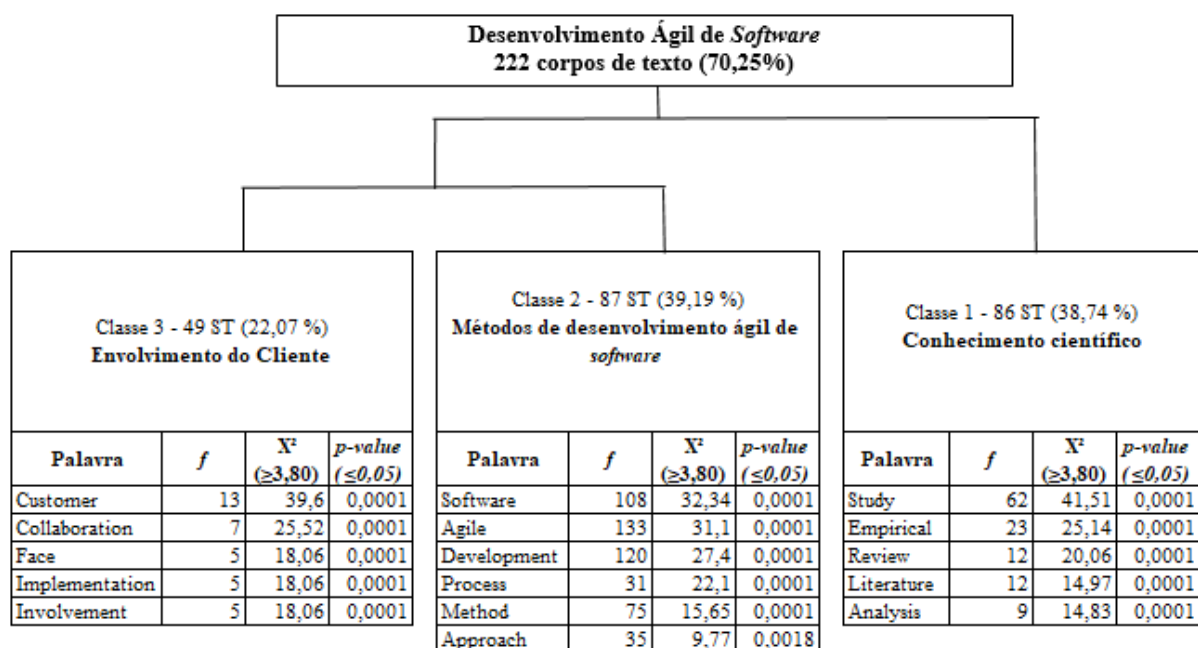 Desenvolvimento Ágil de Software
222 corpos de texto (70,25%)
Classe 3 - 49 ST (22,07 %)
Envolvimento do Cliente
Palavra f X² (≥3,80) p-value (≤0,05)
Customer 13 39,6 0,0001
Collaboration 7 25,52 0,0001
Face 5 18,06 0,0001
Implementation 5 18,06 0,0001
Involvement 5 18,06 0,0001
Classe 2 - 87 ST (39,19 %)
Métodos de desenvolvimento ágil de
software
Palavra f X² (≥3,80) p-value (≤0,05)
Software 108 32,34 0,0001
Agile 133 31,1 0,0001
Development 120 27,4 0,0001
Process 31 22,1 0,0001
Method 75 15,65 0,0001
Approach 35 9,77 0,0018
Classe 1 - 86 ST (38,74 %)
Conhecimento científico
Palavra f X² (≥3,80) p-value (≤0,05)
Study 62 41,51 0,0001
Empirical 23 25,14 0,0001
Review 12 20,06 0,0001
Literature 12 14,97 0,0001
Analysis 9 14,83 0,0001